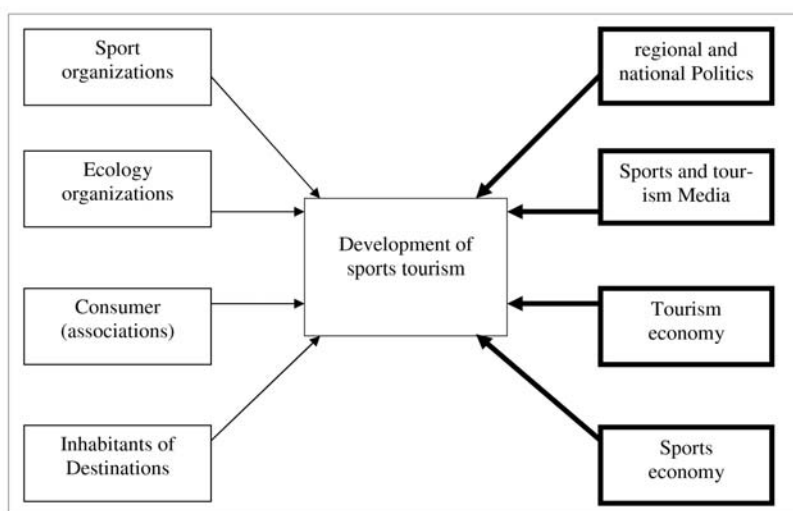 Sport
organizations
Ecology
organizations
Consumer
(associations)
Inhabitants of
Destinations
Development of
sports tourism
regional and
national Politics
Sports and tour-
ism Media
Tourism
economy
Sports
economy